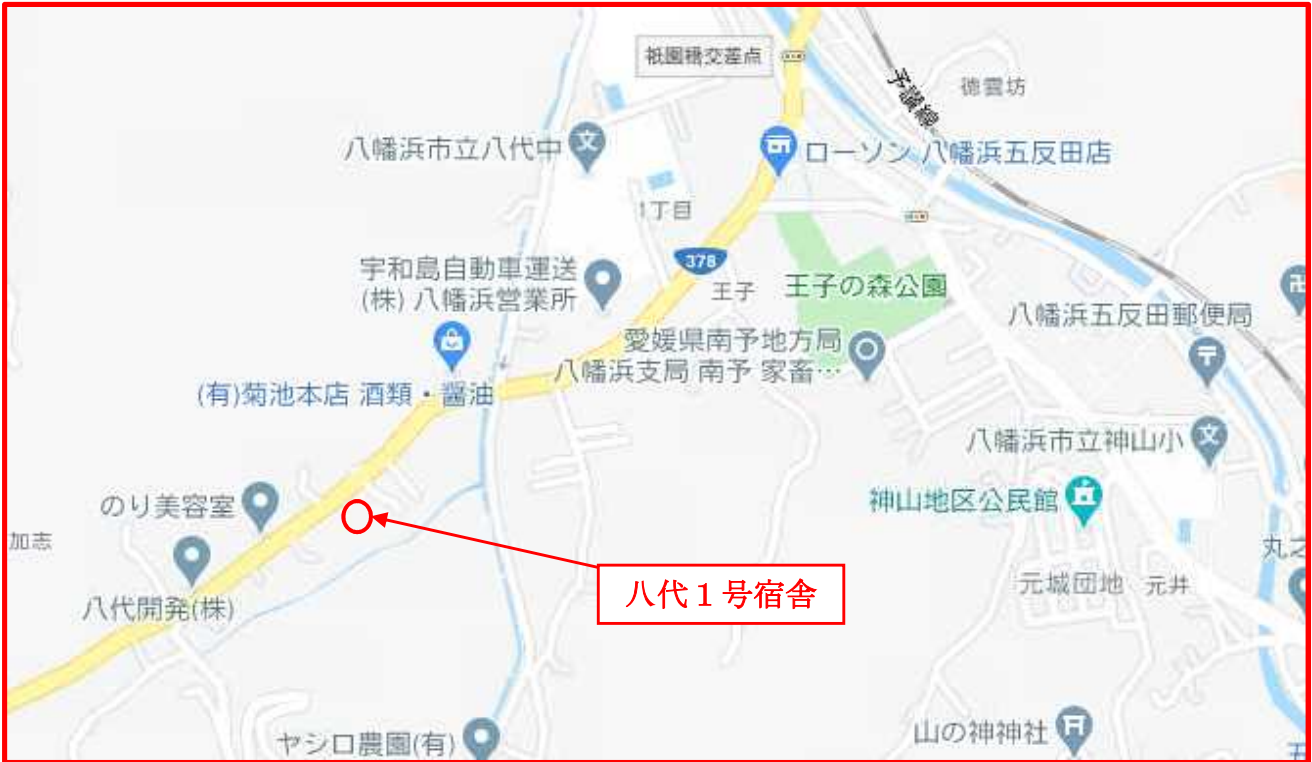 祇園橋交差点
徳雲坊
予讃線
八幡浜市立八代中
ローソン 八幡浜五反田店
1丁目
378
宇和島自動車運送
(株) 八幡浜営業所
王子
王子の森公園
八幡浜五反田郵便局
愛媛県南予地方局
八幡浜支局 南予 家畜…
(有)菊池本店 酒類・醤油
八幡浜市立神山小
のり美容室
神山地区公民館
加志
丸之
八代開発(株)
八代1号宿舎
元城団地
元井
山の神神社
ヤシロ農園(有)
五